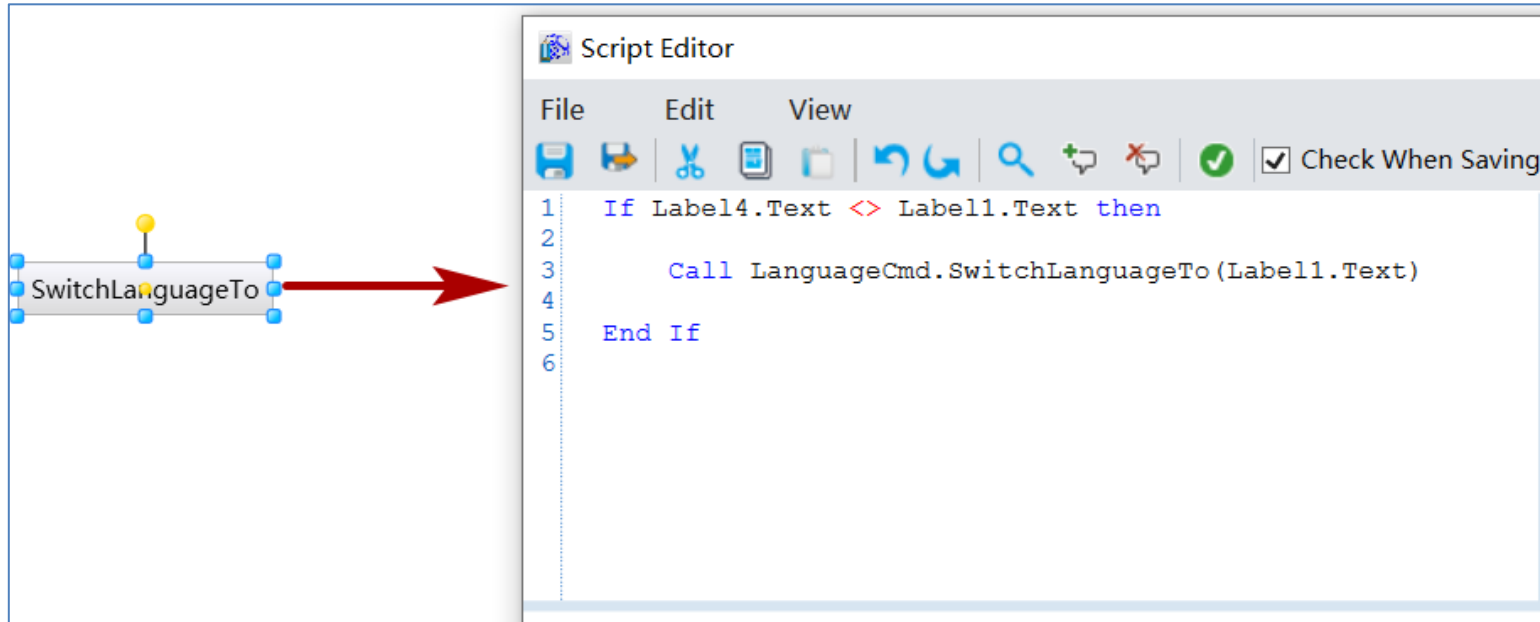 Script Editor
File Edit View
Check When Saving
SwitchLanguageTo
1 If Label4.Text <> Label1.Text then
2
3 Call LanguageCmd.SwitchLanguageTo(Label1.Text)
4
5 End If
6